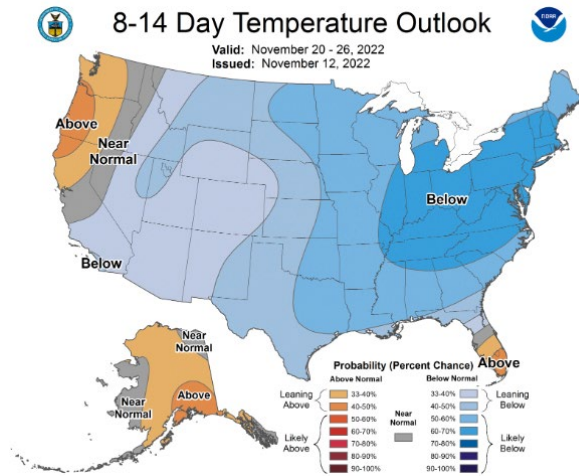 8-14 Day Temperature Outlook
Valid: November 20 - 26, 2022
Issued: November 12, 2022
NOAA
Above
Near
Normal
Below
Below
Above
Near
Normal
Near
Normal
Above
Probability (Percent Chance)
Above Normal
Below Normal
Leaning
Above
33-40%
40-50%
Likely
Above
50-60%
60-70%
70-80%
80-90%
90-100%
Near
Normal
33-40%
40-50%
Leaning
Below
50-60%
60-70%
70-80%
80-90%
90-100%
Likely
Below